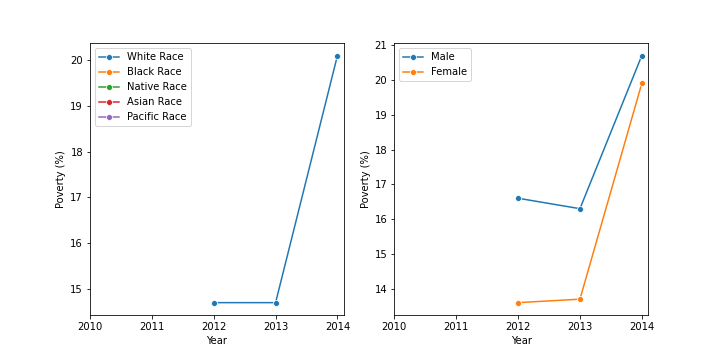 White Race
Black Race
Native Race
Asian Race
Pacific Race
20
19
18
17
16
15
Poverty (%)
2010 2011 2012 2013 2014
Year
Male
Female
21
20
19
18
17
16
15
14
Poverty (%)
2010 2011 2012 2013 2014
Year